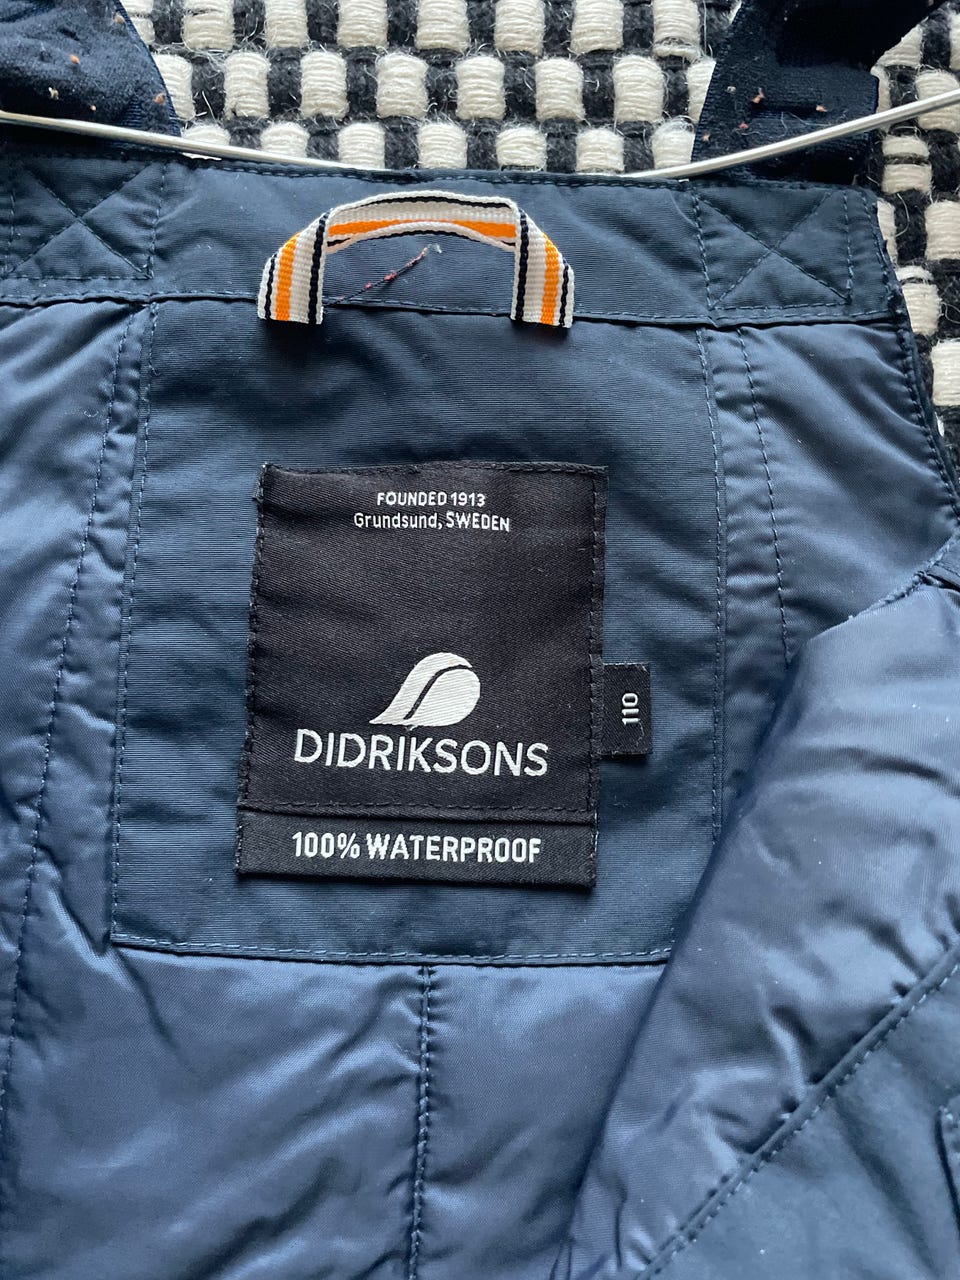 FOUNDED 1913
Grundsund, SWEDEN
DIDRIKSONS
110
100% WATERPROOF